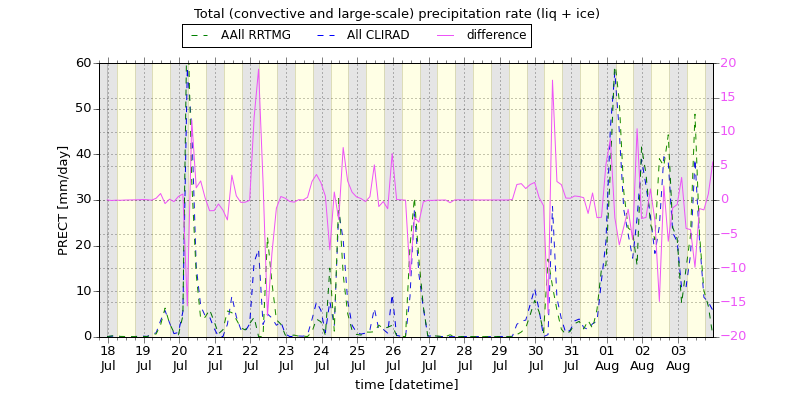 Total (convective and large-scale) precipitation rate (liq + ice)
AAll RRTMG All CLIRAD difference
60 20
50 15
40 10
30 5
20 0
10 −5
0 −10
−15
−20
PRECT [mm/day]
18 19 20 21 22 23 24 25 26 27 28 29 30 31 01 02 03
Jul Jul Jul Jul Jul Jul Jul Jul Jul Jul Jul Jul Jul Jul Aug Aug Aug
time [datetime]